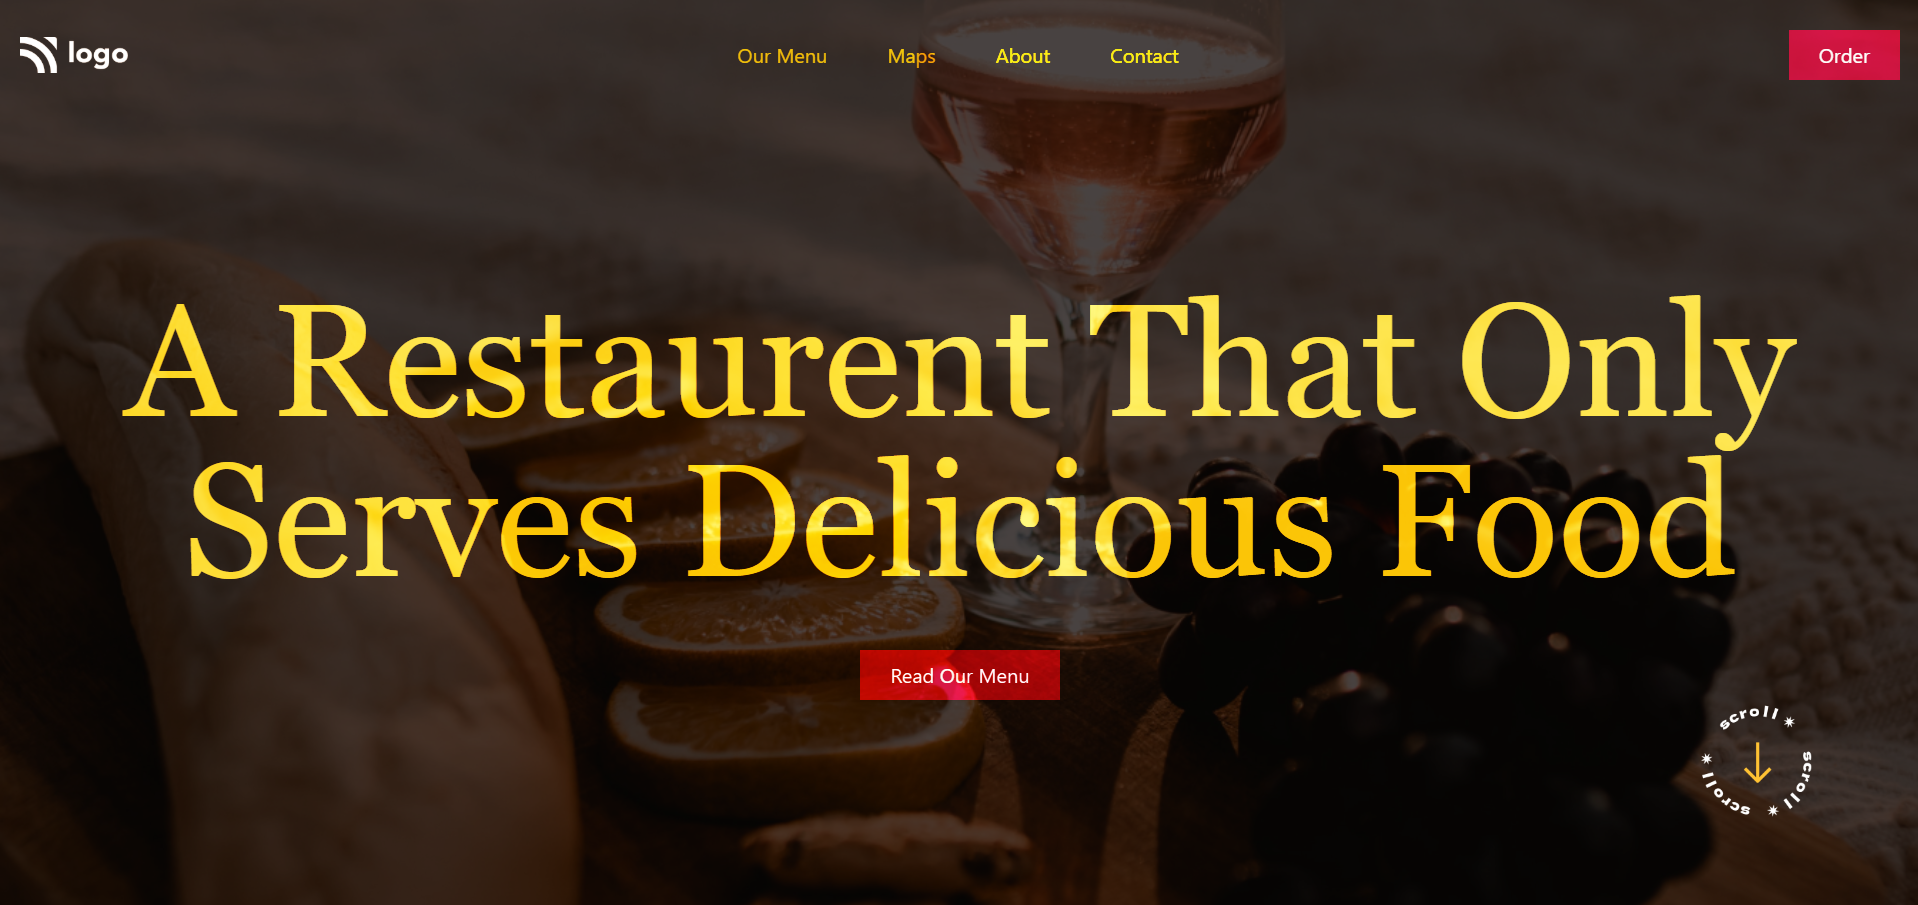 logo
Our Menu
Maps
About
Contact
Order
A Restaurent That Only
Serves Delicious Food
Read Our Menu
scroll ✷ scroll ✷ scroll ✷